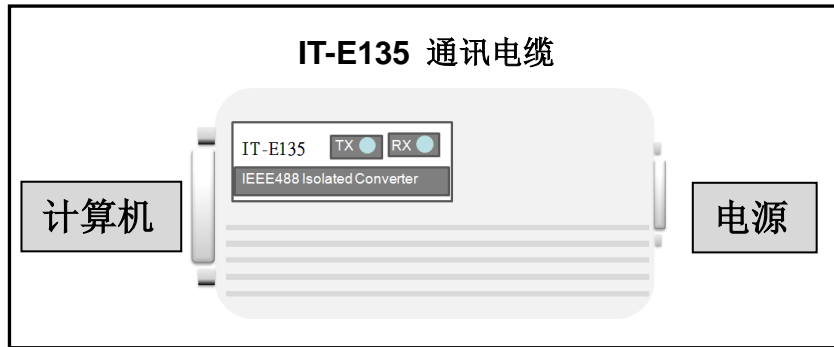 IT-E135 通讯电缆
IT-E135 TX RX
IEEE488 Isolated Converter
计算机
电源